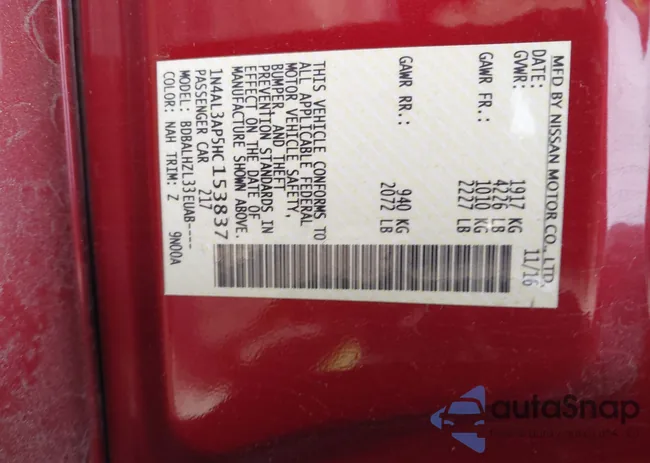 MFD BY NISSAN MOTOR CO., LTD.
DATE: 11/16
GVWR: 1917 KG
4226 LB
GAWR FR.: 1010 KG
2227 LB
GAWR RR.: 940 KG
2072 LB
THIS VEHICLE CONFORMS TO
ALL APPLICABLE FEDERAL
MOTOR VEHICLE SAFETY,
BUMPER, AND THEFT
PREVENTION STANDARDS IN
EFFECT ON THE DATE OF
MANUFACTURE SHOWN ABOVE.
1N4AL3AP5HC153837
PASSENGER CAR 217
MODEL: BDBALHZL33EUAB----
COLOR: NAH TRIM: Z 9N00A
autoSnap